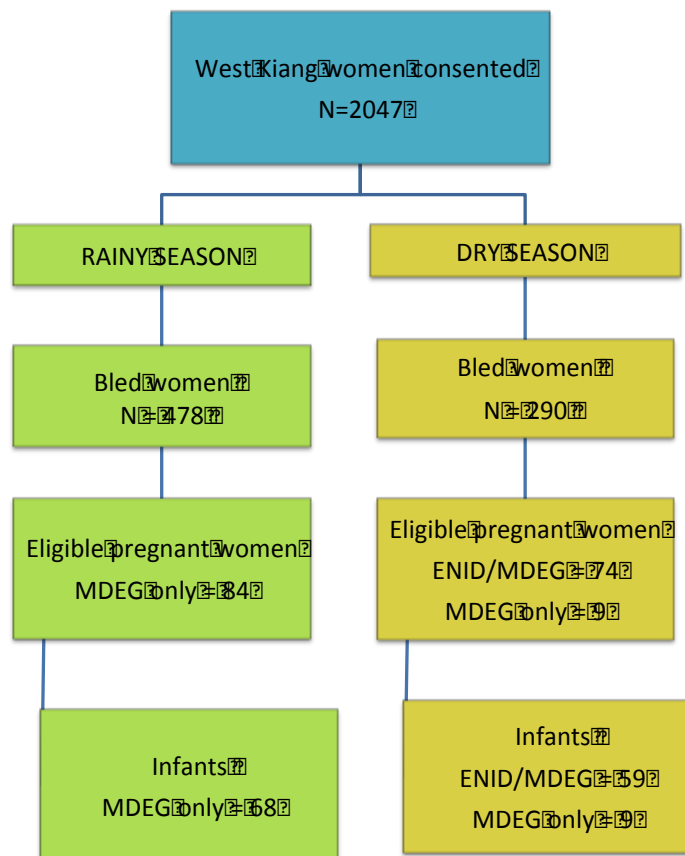 West Kiang women consented
N=2047
RAINY SEASON
DRY SEASON
Bled women
N = 478
Bled women
N = 290
Eligible pregnant women
MDEG only = 84
Eligible pregnant women
ENID/MDEG = 74
MDEG only = 9
Infants
MDEG only = 68
Infants
ENID/MDEG = 59
MDEG only = 9